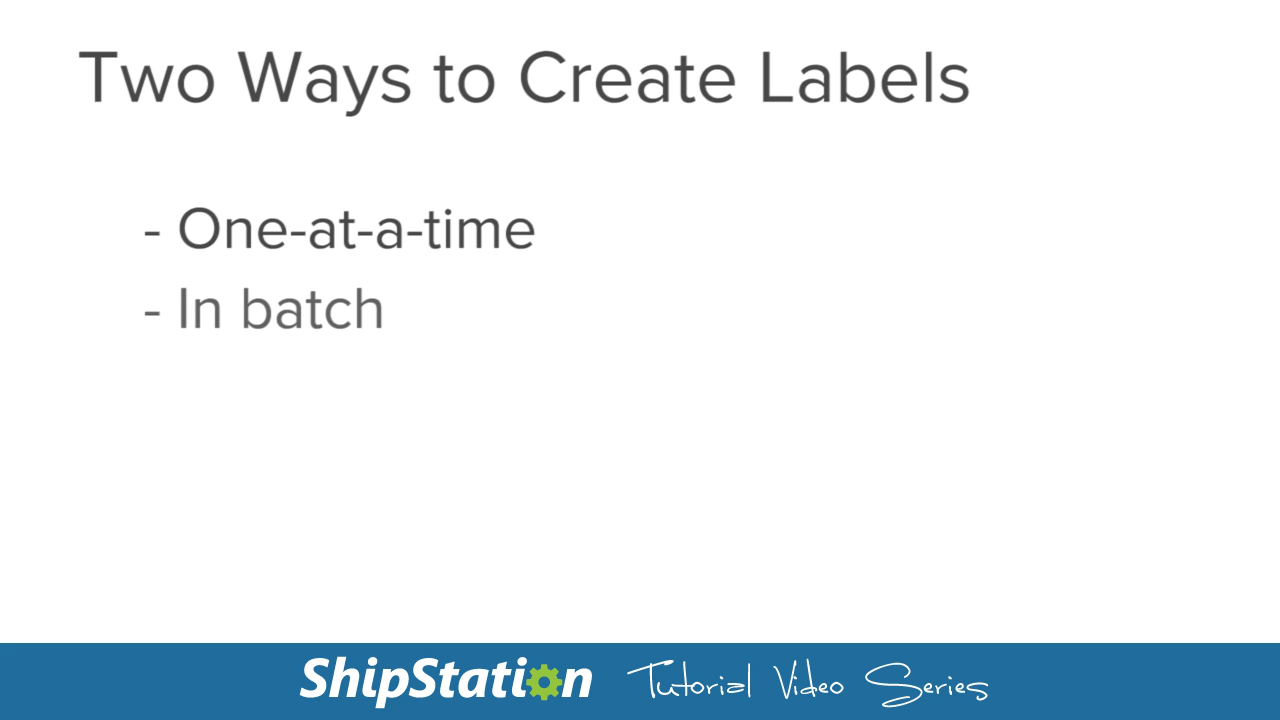 Two Ways to Create Labels
- One-at-a-time
- In batch
ShipStation Tutorial Video Series